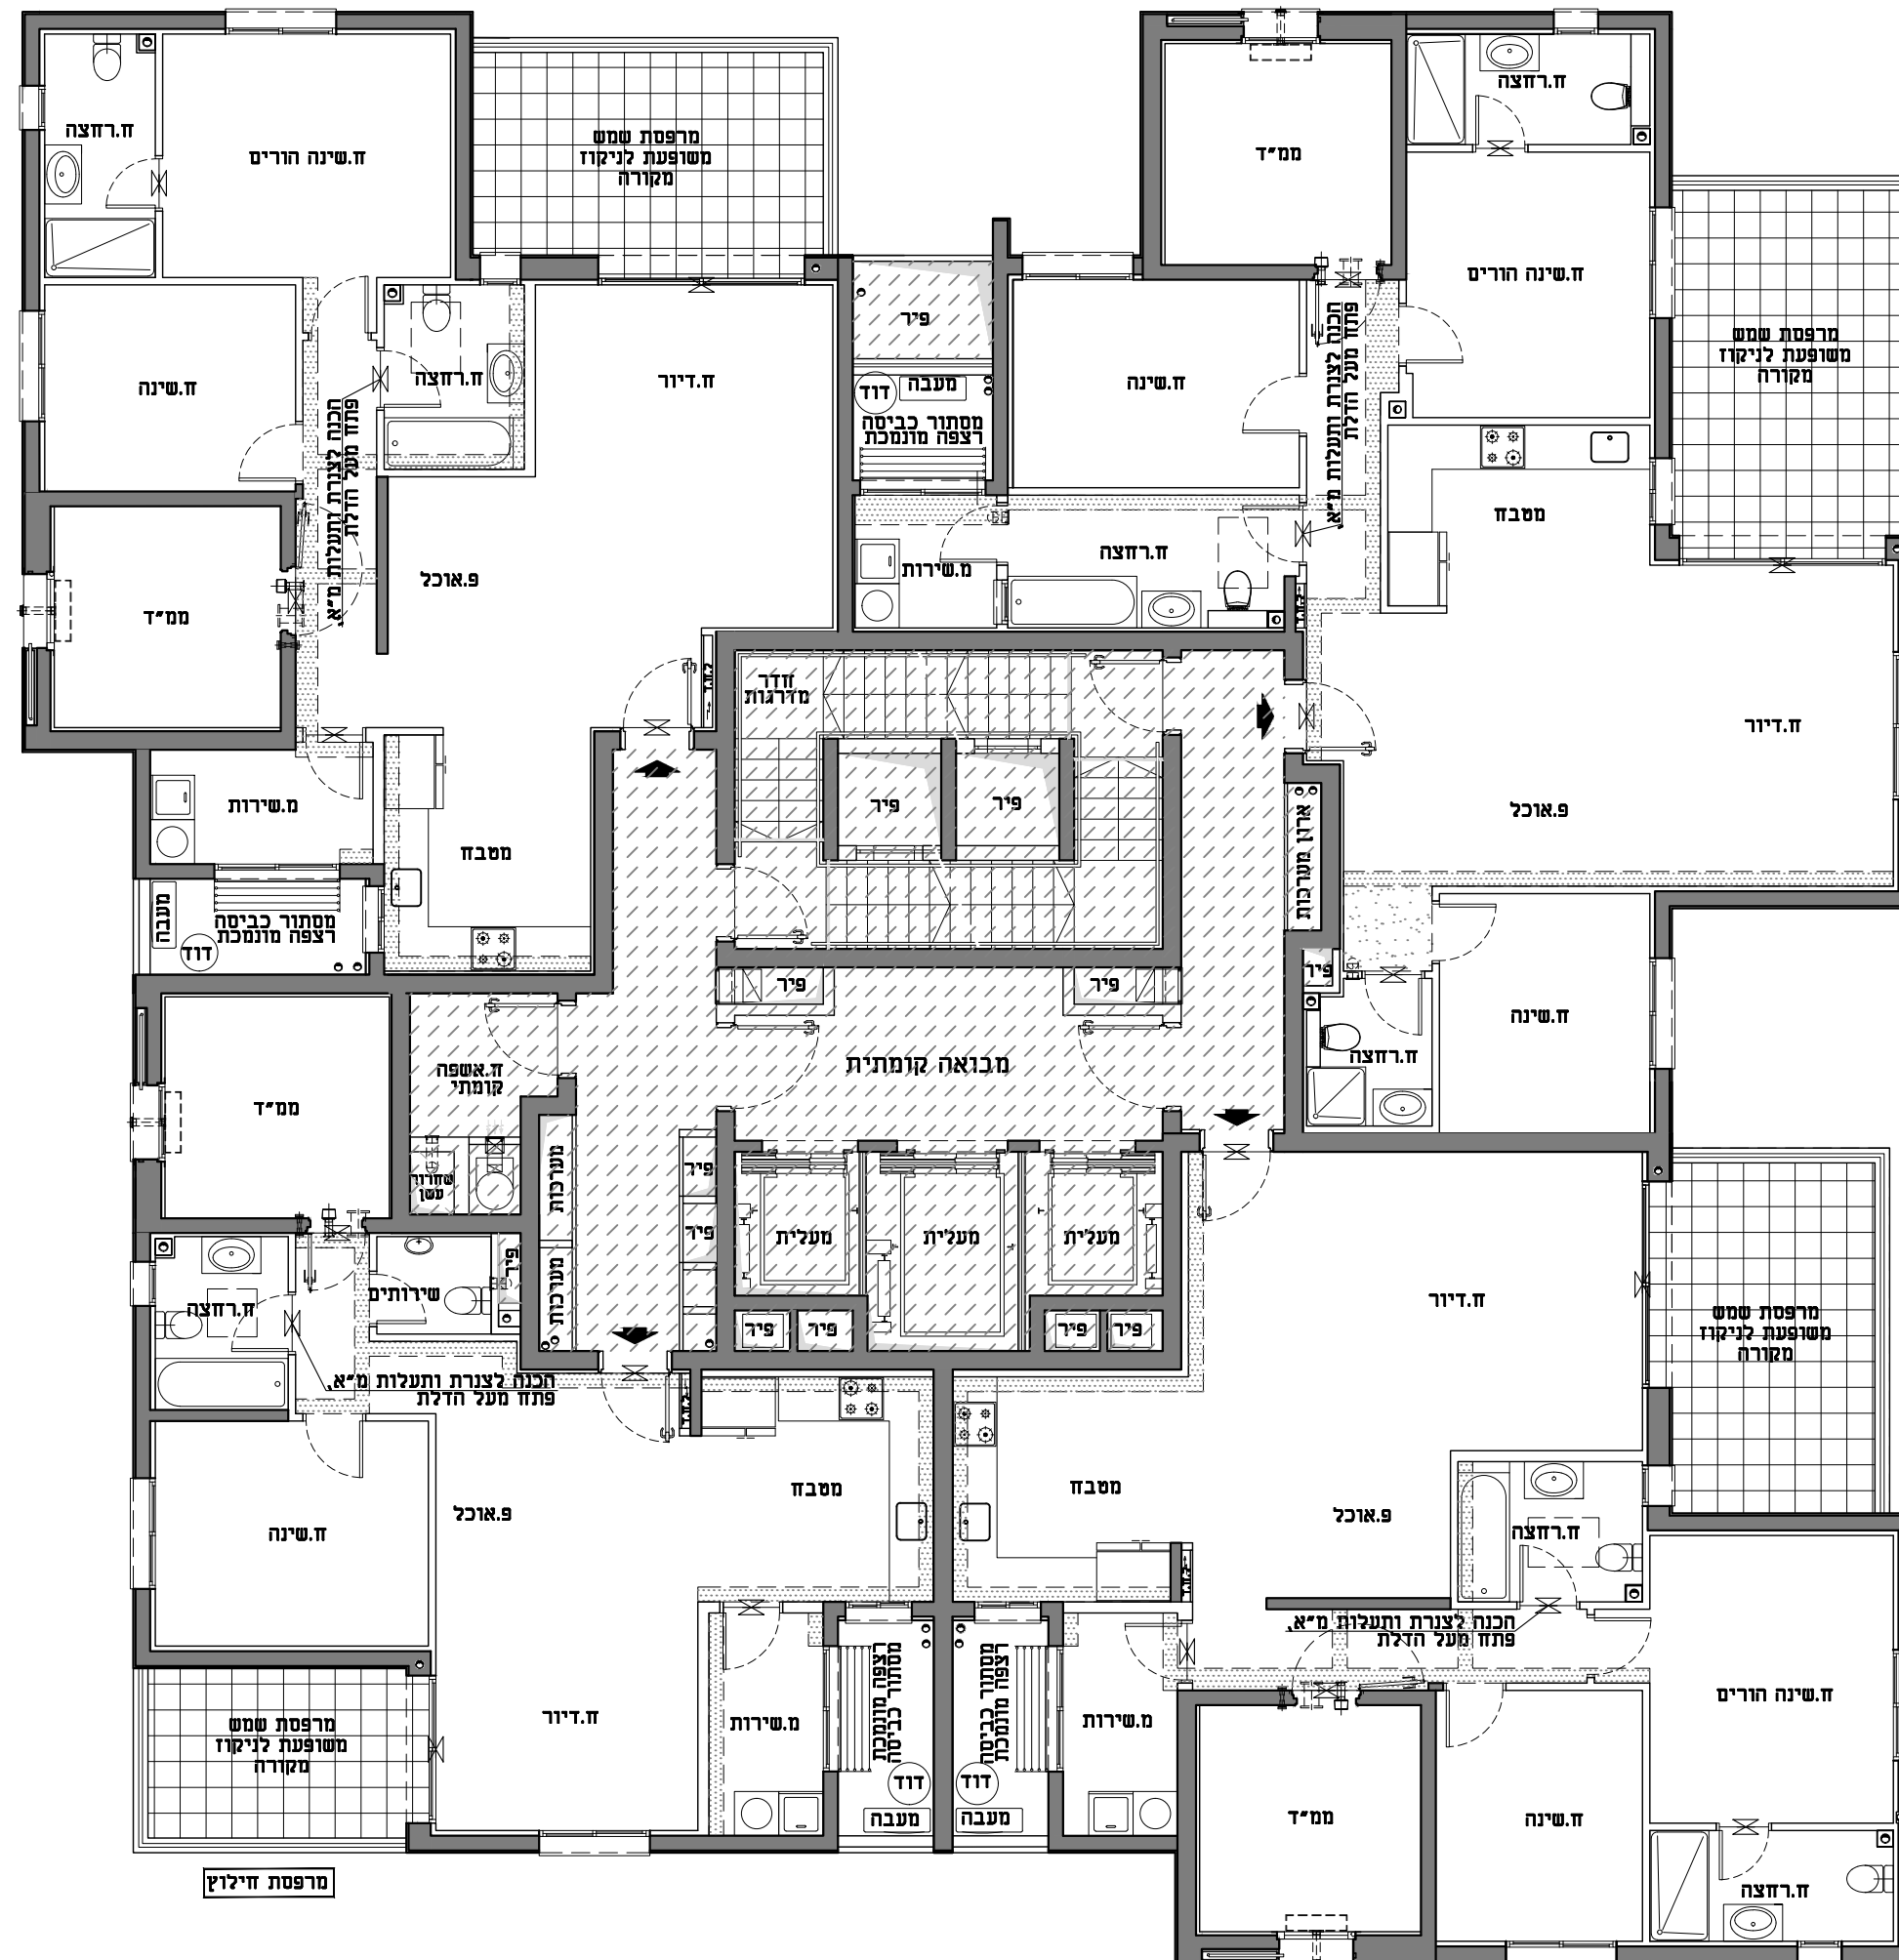 ח.רחצה
ח.שינה הורים
מרפסת שמש
משופעת לניקוז
מקורה
ח.שינה
ח.רחצה
ח.דיור
הכנה לצנרת ותעלות מ״א,
פתח מעל הדלת
פ.אוכל
ממ״ד
מ.שירות
מטבח
מעבה
דוד
מסתור כביסה
רצפה מונמכת
ח.ת.ל
פיר
מעבה
דוד
מסתור כביסה
רצפה מונמכת
מ.שירות
ח.רחצה
ח.שינה
ממ״ד
ח.רחצה
ח.שינה הורים
מרפסת שמש
משופעת לניקוז
מקורה
הכנה לצנרת ותעלות מ״א,
פתח מעל הדלת
מטבח
ח.דיור
פ.אוכל
חדר
מדרגות
פיר
פיר
ארון מערכות
פיר
פיר
פיר
מבואה קומתית
ח.אשפה
קומתי
שחרור
עשן
מערכות
מערכות
פיר
פיר
פיר
מעלית
מעלית
מעלית
פיר
פיר
פיר
פיר
ח.רחצה
ח.שינה
ממ״ד
ח.רחצה
שירותים
הכנה לצנרת ותעלות מ״א,
פתח מעל הדלת
ח.שינה
פ.אוכל
מטבח
ח.ת.ל
ח.דיור
מרפסת שמש
משופעת לניקוז
מקורה
מ.שירות
מסתור כביסה
רצפה מונמכת
דוד
מעבה
מרפסת חילוץ
מטבח
פ.אוכל
ח.דיור
מרפסת שמש
משופעת לניקוז
מקורה
ח.רחצה
הכנה לצנרת ותעלות מ״א,
פתח מעל הדלת
מסתור כביסה
רצפה מונמכת
דוד
מעבה
מ.שירות
ממ״ד
ח.שינה
ח.שינה הורים
ח.רחצה